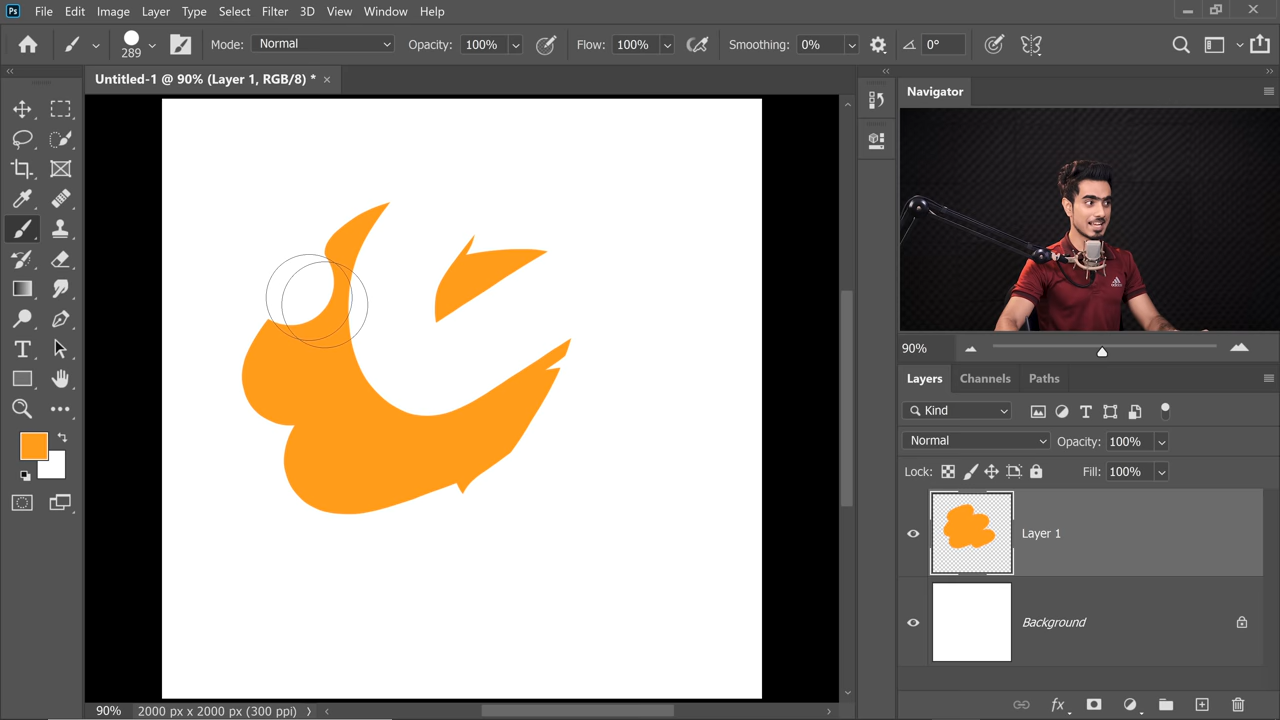 Ps File Edit Image Layer Type Select Filter 3D View Window Help
289 Mode: Normal Opacity: 100% Flow: 100% Smoothing: 0% 0°
Untitled-1 @ 90% (Layer 1, RGB/8) * ×
Navigator
adidas
90%
Layers Channels Paths
Kind
Normal Opacity: 100%
Lock: Fill: 100%
Layer 1
Background
fx
90% 2000 px x 2000 px (300 ppi)